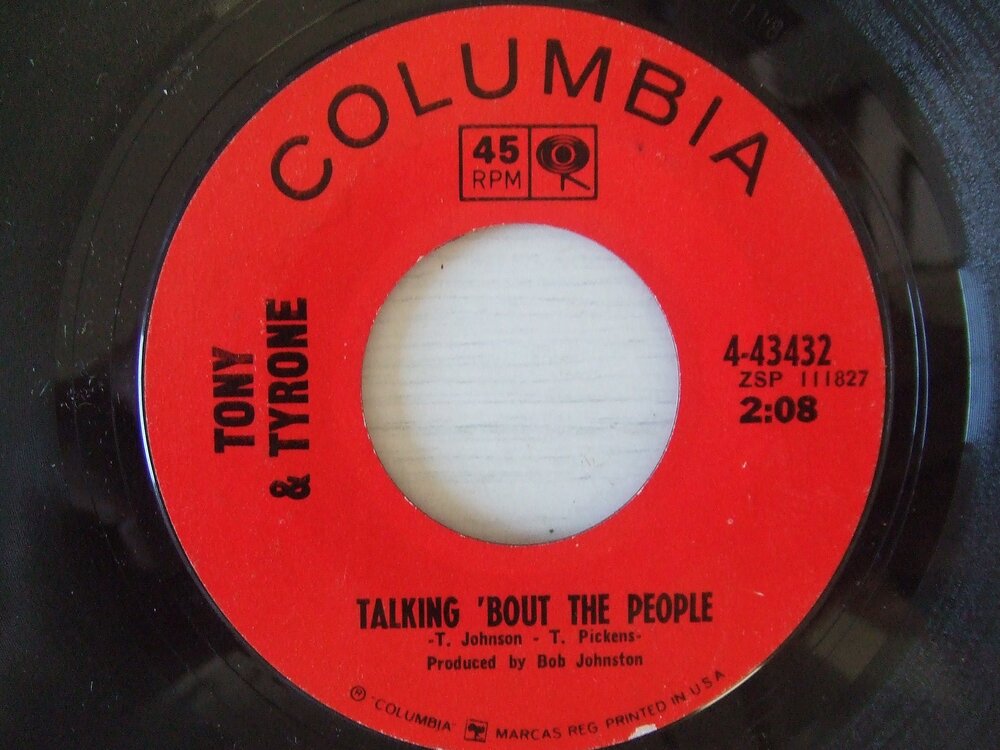 COLUMBIA
45
RPM
TONY
& TYRONE
4-43432
ZSP 111827
2:08
TALKING 'BOUT THE PEOPLE
-T. Johnson - T. Pickens-
Produced by Bob Johnston
® "COLUMBIA" MARCAS REG PRINTED IN U S A